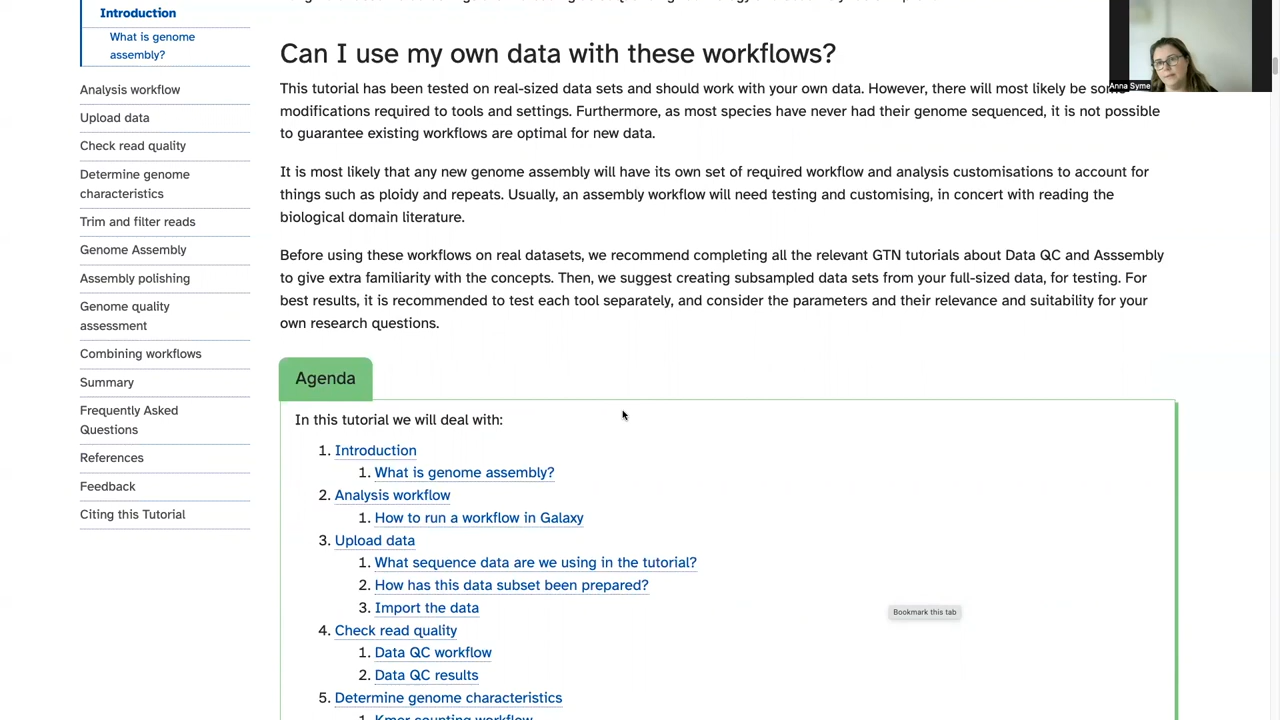 Introduction
What is genome
assembly?
Analysis workflow
Upload data
Check read quality
Determine genome
characteristics
Trim and filter reads
Genome Assembly
Assembly polishing
Genome quality
assessment
Combining workflows
Summary
Frequently Asked
Questions
References
Feedback
Citing this Tutorial
Can I use my own data with these workflows?
This tutorial has been tested on real-sized data sets and should work with your own data. However, there will most likely be some
modifications required to tools and settings. Furthermore, as most species have never had their genome sequenced, it is not possible
to guarantee existing workflows are optimal for new data.
It is most likely that any new genome assembly will have its own set of required workflow and analysis customisations to account for
things such as ploidy and repeats. Usually, an assembly workflow will need testing and customising, in concert with reading the
biological domain literature.
Before using these workflows on real datasets, we recommend completing all the relevant GTN tutorials about Data QC and Asssembly
to give extra familiarity with the concepts. Then, we suggest creating subsampled data sets from your full-sized data, for testing. For
best results, it is recommended to test each tool separately, and consider the parameters and their relevance and suitability for your
own research questions.
Agenda
In this tutorial we will deal with:
1. Introduction
1. What is genome assembly?
2. Analysis workflow
1. How to run a workflow in Galaxy
3. Upload data
1. What sequence data are we using in the tutorial?
2. How has this data subset been prepared?
3. Import the data
4. Check read quality
1. Data QC workflow
2. Data QC results
5. Determine genome characteristics
1. Kmer counting workflow
Anna Syme
Bookmark this tab